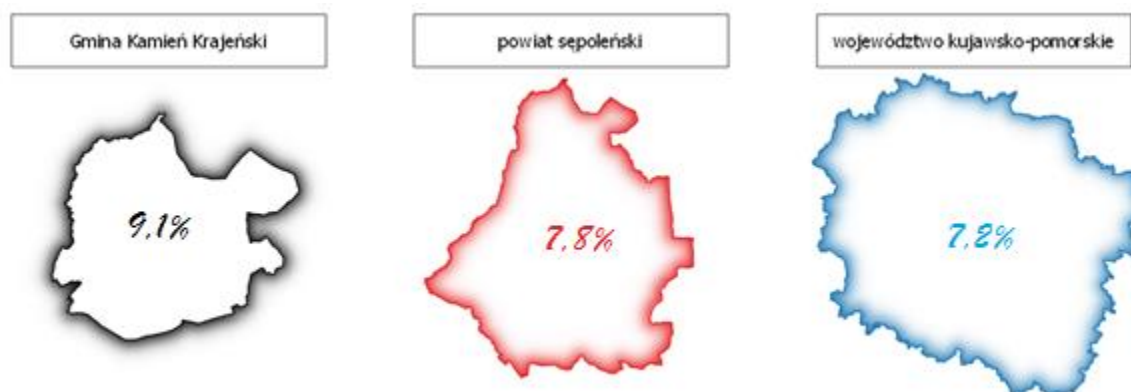 Gmina Kamień Krajeński
powiat sępoleński
województwo kujawsko-pomorskie
9,1%
7,8%
7,2%